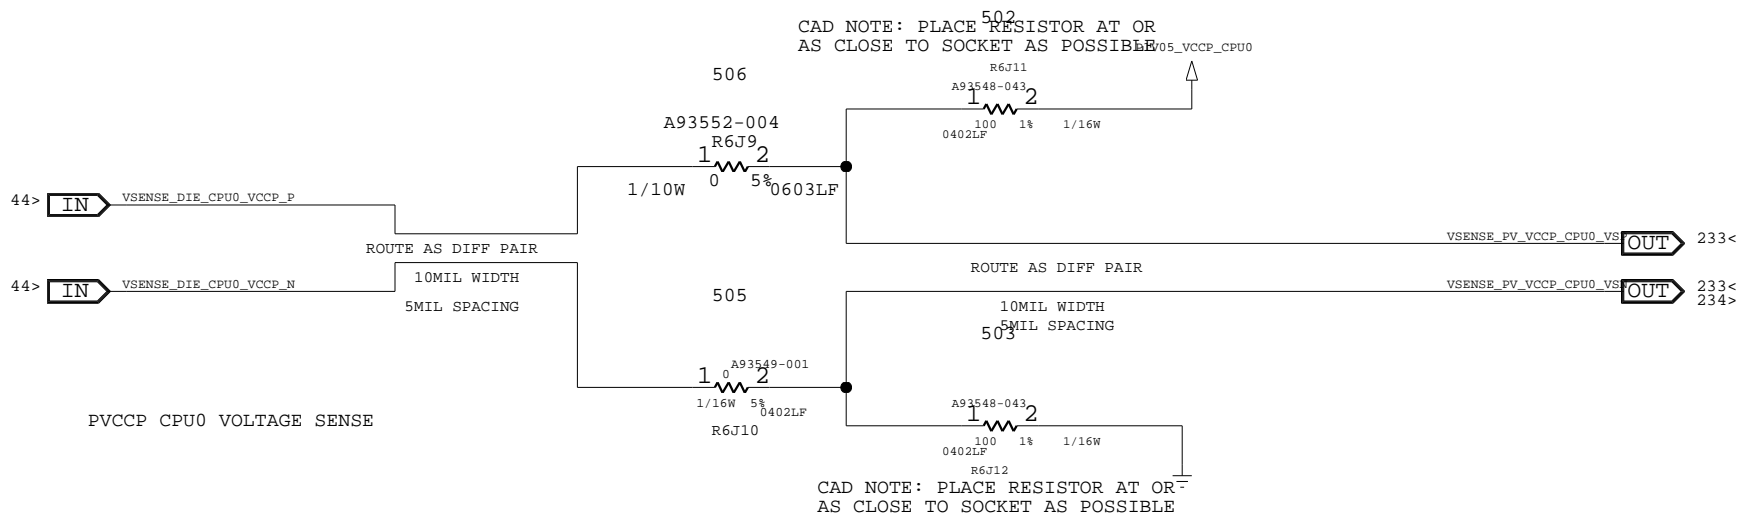 502
CAD NOTE: PLACE RESISTOR AT OR
AS CLOSE TO SOCKET AS POSSIBLE
R6J11
A93548-043
1 2
100 1% 1/16W
0402LF
506
A93552-004
R6J9
1 2
0 5%
1/10W 0603LF
44> IN VSENSE_DIE_CPU0_VCCP_P
ROUTE AS DIFF PAIR
10MIL WIDTH
5MIL SPACING
44> IN VSENSE_DIE_CPU0_VCCP_N
OUT 233<
ROUTE AS DIFF PAIR
10MIL WIDTH
5MIL SPACING
OUT 233<
234>
505
A93549-001
0
1 2
1/16W 5%
0402LF
R6J10
503
A93548-043
1 2
100 1% 1/16W
0402LF
R6J12
CAD NOTE: PLACE RESISTOR AT OR
AS CLOSE TO SOCKET AS POSSIBLE
PVCCP CPU0 VOLTAGE SENSE